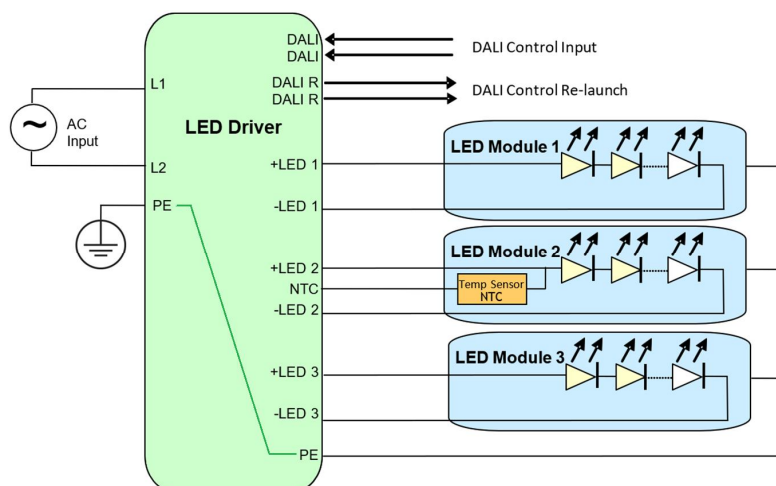 DALI
DALI
DALI Control Input
DALI R
DALI R
DALI Control Re-launch
L1
~
AC
Input
LED Driver
L2
PE
+LED 1
-LED 1
LED Module 1
+LED 2
NTC
-LED 2
LED Module 2
Temp Sensor
NTC
+LED 3
-LED 3
LED Module 3
PE